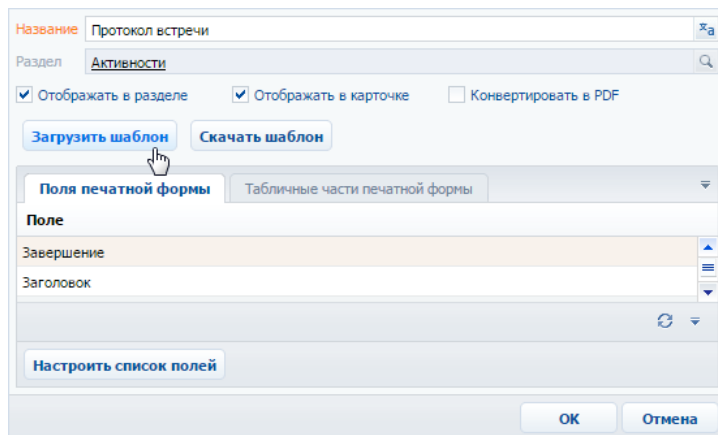 Название Протокол встречи
Раздел Активности
Отображать в разделе Отображать в карточке Конвертировать в PDF
Загрузить шаблон Скачать шаблон
Поля печатной формы Табличные части печатной формы
Поле
Завершение
Заголовок
Настроить список полей
ОК Отмена